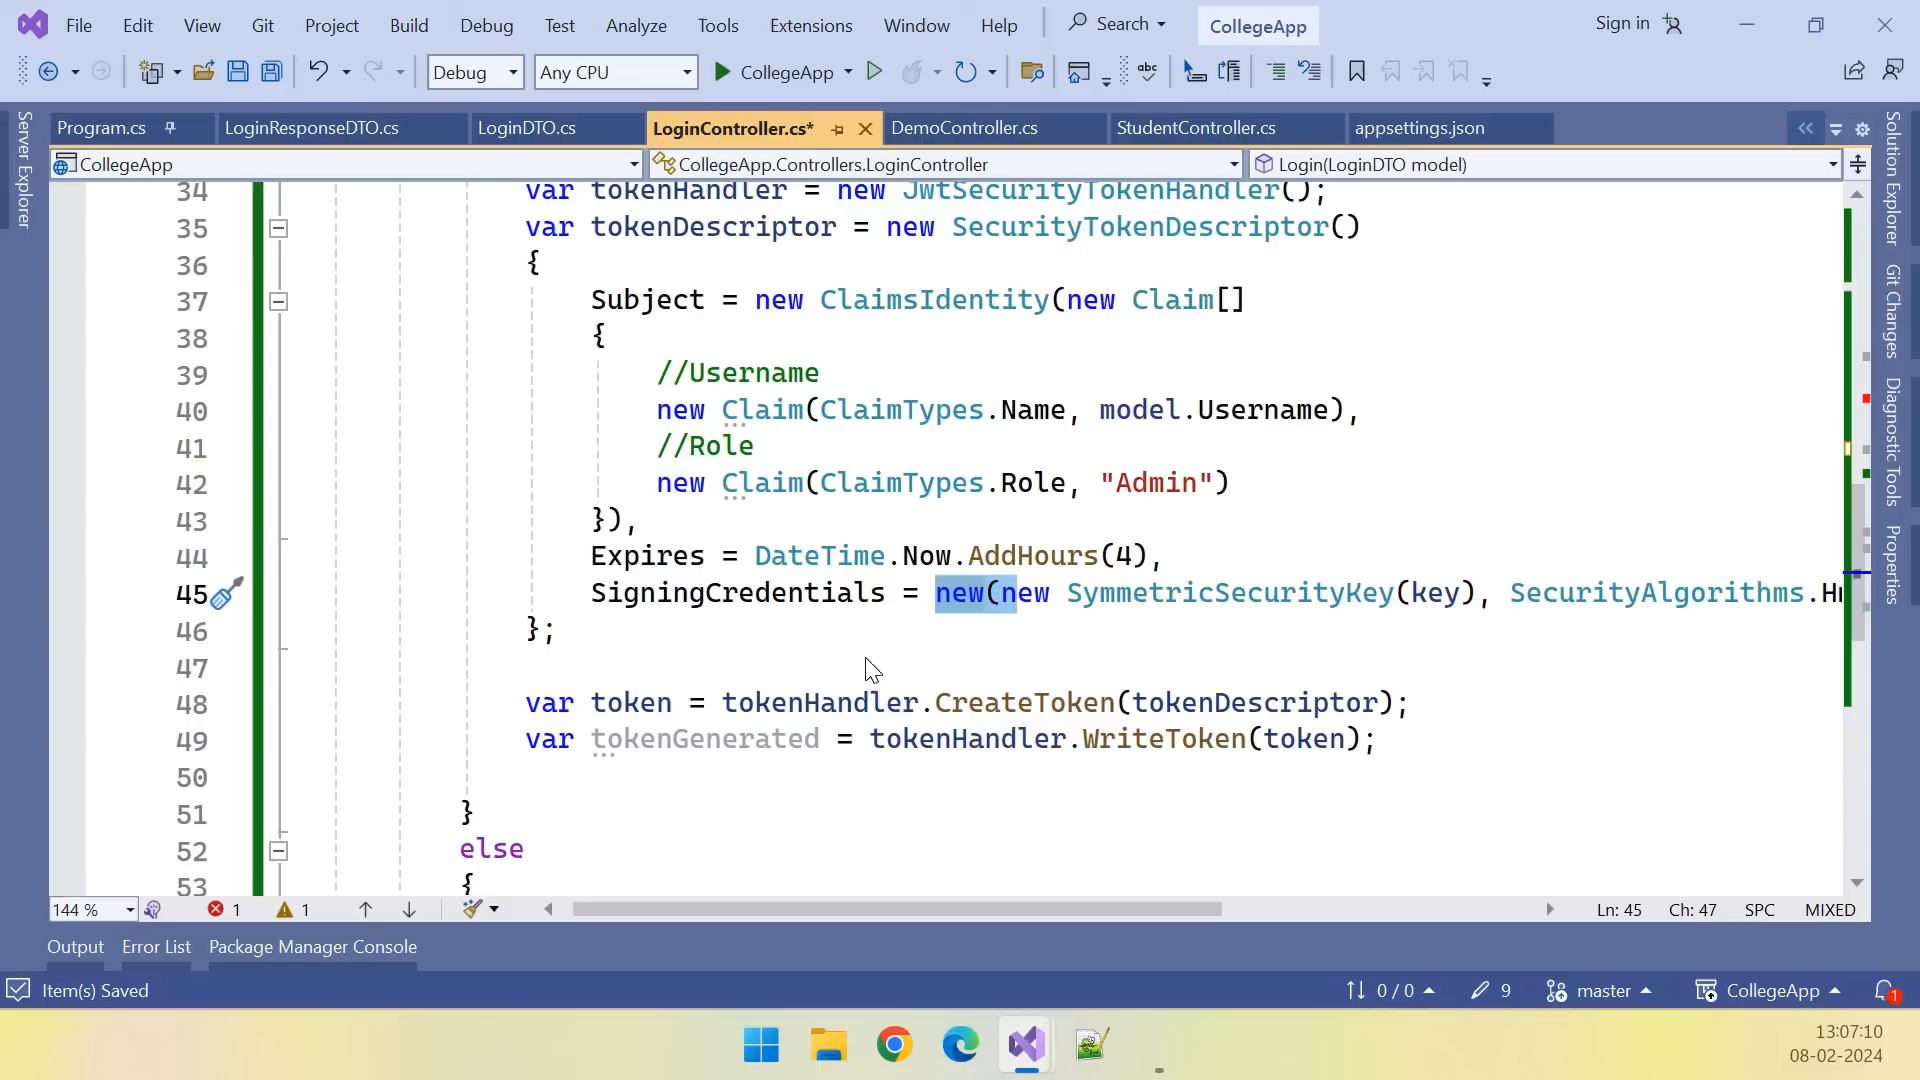 File Edit View Git Project Build Debug Test Analyze Tools Extensions Window Help Search CollegeApp Sign in
Debug Any CPU CollegeApp
Program.cs LoginResponseDTO.cs LoginDTO.cs LoginController.cs* DemoController.cs StudentController.cs appsettings.json
CollegeApp CollegeApp.Controllers.LoginController Login(LoginDTO model)
Server Explorer
Solution Explorer
Git Changes
Diagnostic Tools
Properties
34 var tokenHandler = new JwtSecurityTokenHandler();
35 var tokenDescriptor = new SecurityTokenDescriptor()
36 {
37 Subject = new ClaimsIdentity(new Claim[]
38 {
39 //Username
40 new Claim(ClaimTypes.Name, model.Username),
41 //Role
42 new Claim(ClaimTypes.Role, "Admin")
43 }),
44 Expires = DateTime.Now.AddHours(4),
45 SigningCredentials = new(new SymmetricSecurityKey(key), SecurityAlgorithms.
46 };
47
48 var token = tokenHandler.CreateToken(tokenDescriptor);
49 var tokenGenerated = tokenHandler.WriteToken(token);
50
51 }
52 else
53 {
144 % 1 1 Ln: 45 Ch: 47 SPC MIXED
Output Error List Package Manager Console
Item(s) Saved 0 / 0 9 master CollegeApp 1
13:07:10
08-02-2024